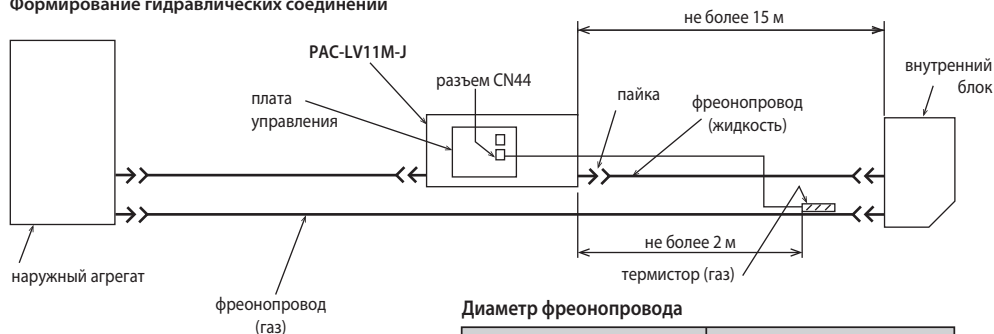 Формирование гидравлических соединений
не более 15 м
PAC-LV11M-J
разъем CN44
внутренний
блок
плата
управления
пайка
фреонопровод
(жидкость)
не более 2 м
термистор (газ)
наружный агрегат
фреонопровод
(газ)
Диаметр фреонопровода